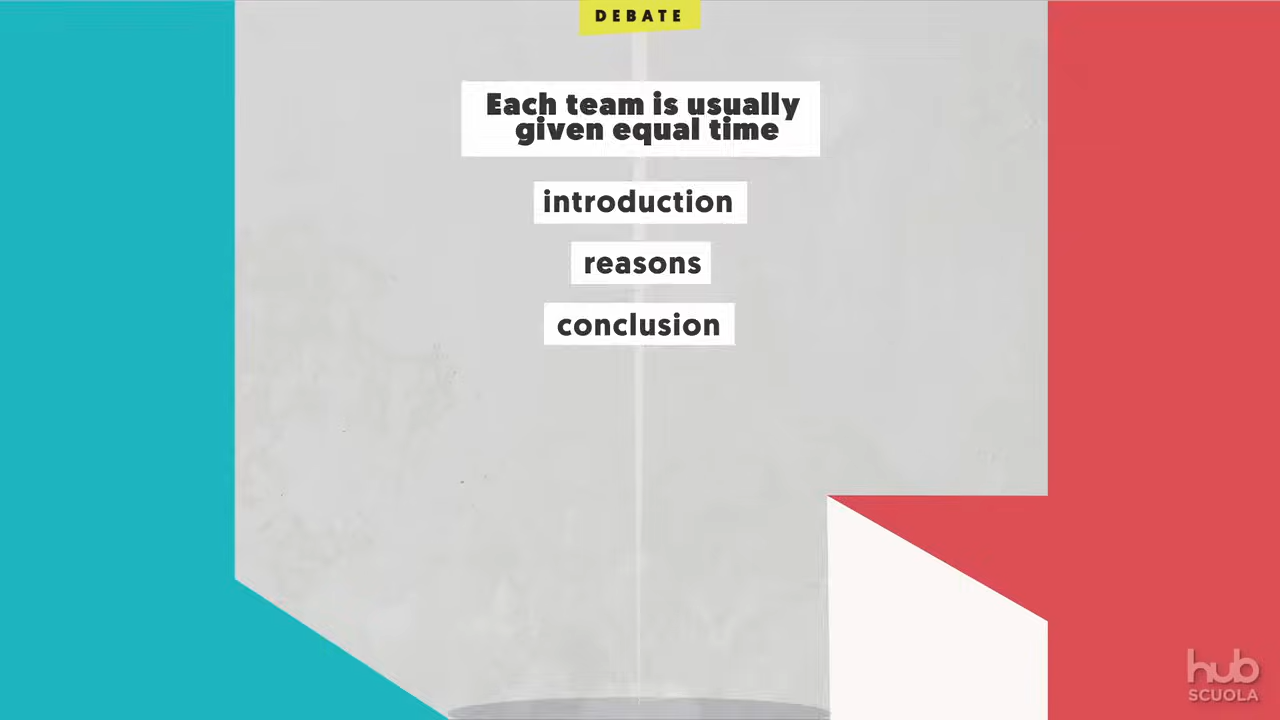 DEBATE
Each team is usually
given equal time
introduction
reasons
conclusion
hub
SCUOLA